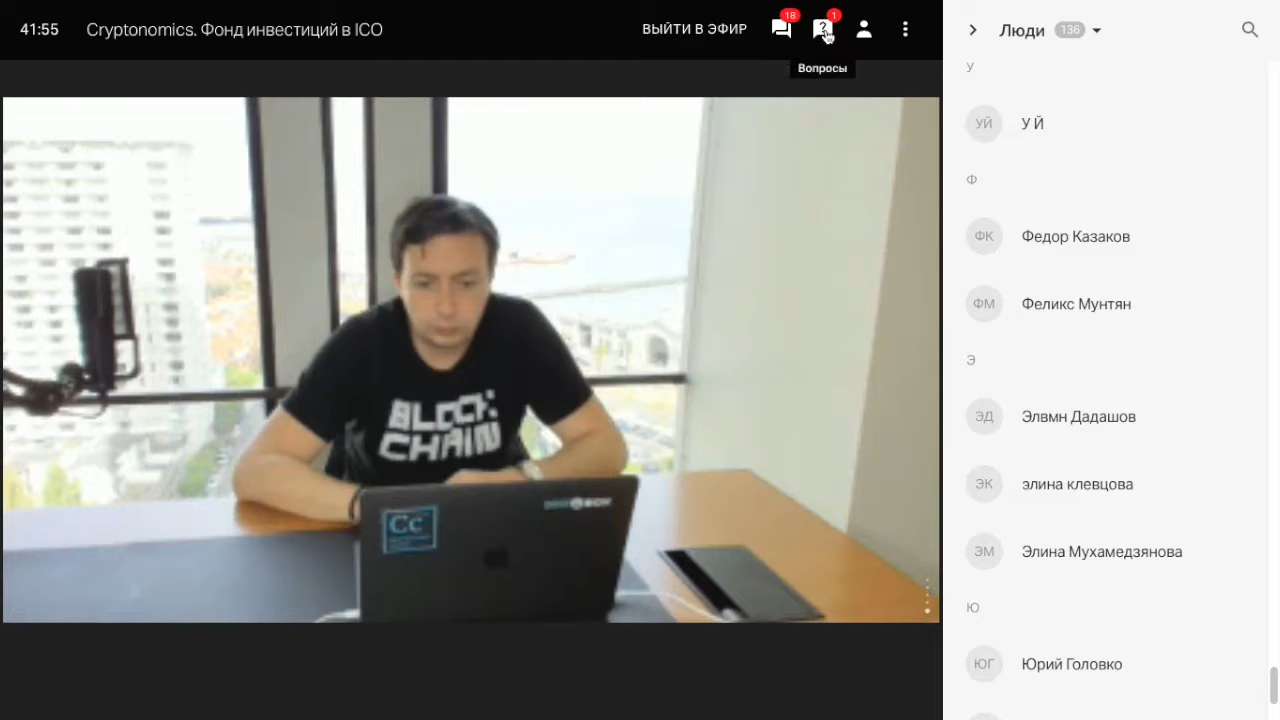 41:55
Cryptonomics. Фонд инвестиций в ICO
ВЫЙТИ В ЭФИР
18
1
Вопросы
Люди 136
У
УЙ У Й
Ф
ФК Федор Казаков
ФМ Феликс Мунтян
Э
ЭД Элвмн Дадашов
ЭК элина клевцова
ЭМ Элина Мухамедзянова
Ю
ЮГ Юрий Головко
BLOCK:
CHAIN
Cc